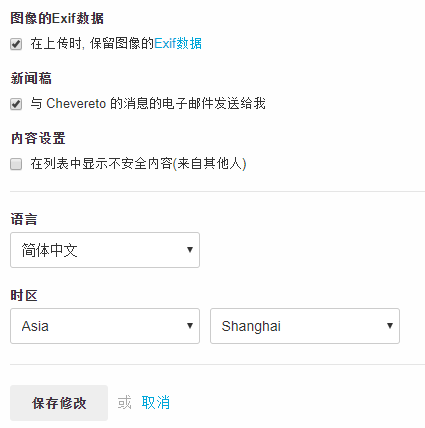 图像的Exif数据
在上传时, 保留图像的Exif数据
新闻稿
与 Chevereto 的消息的电子邮件发送给我
内容设置
在列表中显示不安全内容(来自其他人)
语言
简体中文
时区
Asia Shanghai
保存修改 或 取消